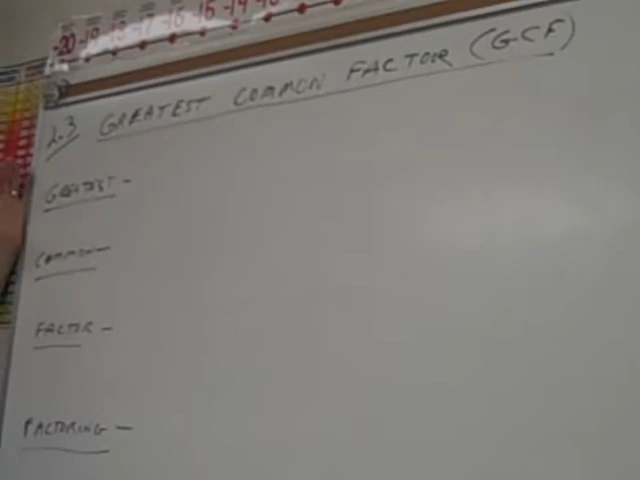 -20 -19 -18 -17 -16 -15 -14
2.3 GREATEST COMMON FACTOR (GCF)
GREATEST -
COMMON -
FACTOR -
FACTORING -